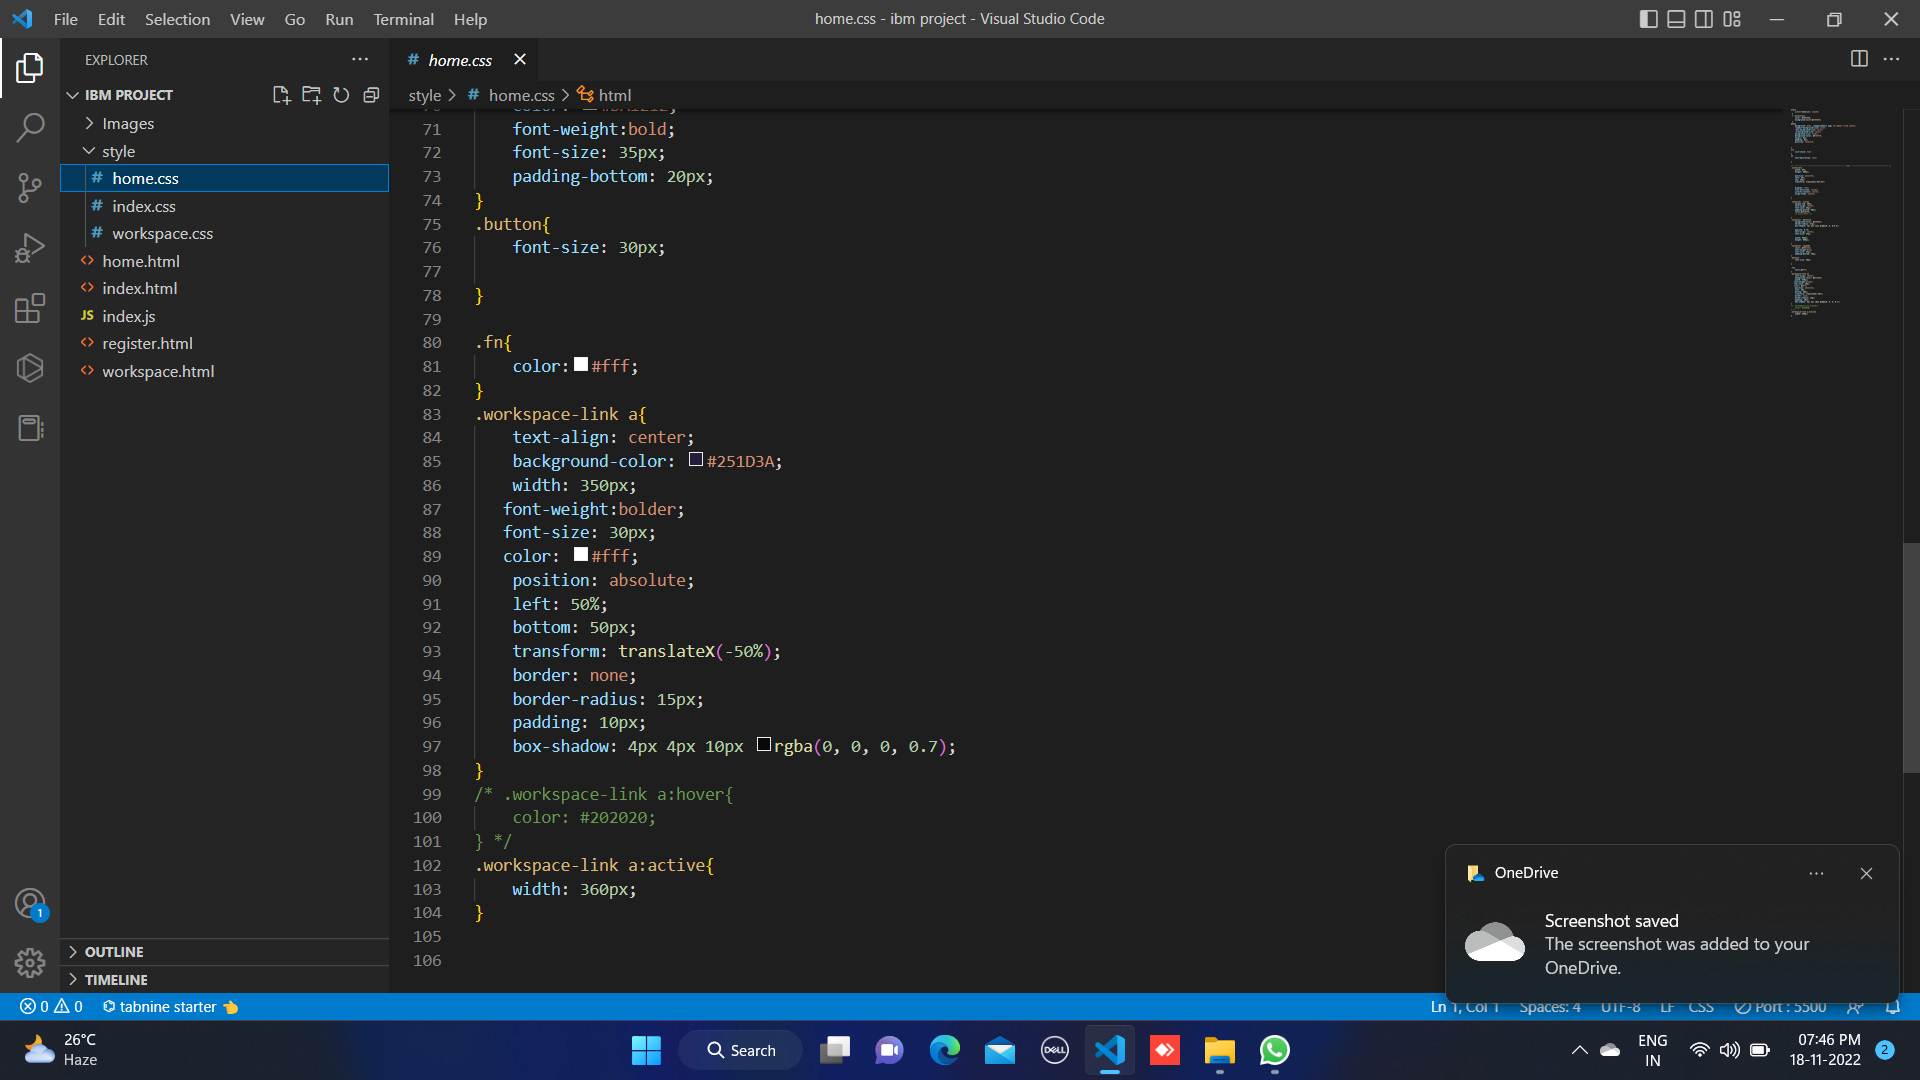 File Edit Selection View Go Run Terminal Help
home.css - ibm project - Visual Studio Code
EXPLORER
IBM PROJECT
Images
style
# home.css
# index.css
# workspace.css
<> home.html
<> index.html
JS index.js
<> register.html
<> workspace.html
OUTLINE
TIMELINE
# home.css
style > # home.css > html
71 font-weight:bold;
72 font-size: 35px;
73 padding-bottom: 20px;
74 }
75 .button{
76 font-size: 30px;
77
78 }
79
80 .fn{
81 color: #fff;
82 }
83 .workspace-link a{
84 text-align: center;
85 background-color: #251D3A;
86 width: 350px;
87 font-weight:bolder;
88 font-size: 30px;
89 color: #fff;
90 position: absolute;
91 left: 50%;
92 bottom: 50px;
93 transform: translateX(-50%);
94 border: none;
95 border-radius: 15px;
96 padding: 10px;
97 box-shadow: 4px 4px 10px rgba(0, 0, 0, 0.7);
98 }
99 /* .workspace-link a:hover{
100 color: #202020;
101 } */
102 .workspace-link a:active{
103 width: 360px;
104 }
105
106
OneDrive
Screenshot saved
The screenshot was added to your
OneDrive.
1
0 0 tabnine starter
Ln 1, Col 1 Spaces: 4 UTF-8 LF CSS Port : 5500
26°C
Haze
Search
DELL
ENG
IN
07:46 PM
18-11-2022
2